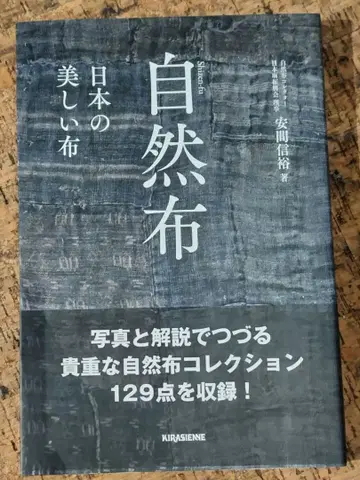 自然布
Shizen-fu
日本の
美しい布
安間信裕 著
写真と解説でつづる
貴重な自然布コレクション
129点を収録！
KIRASIENNE